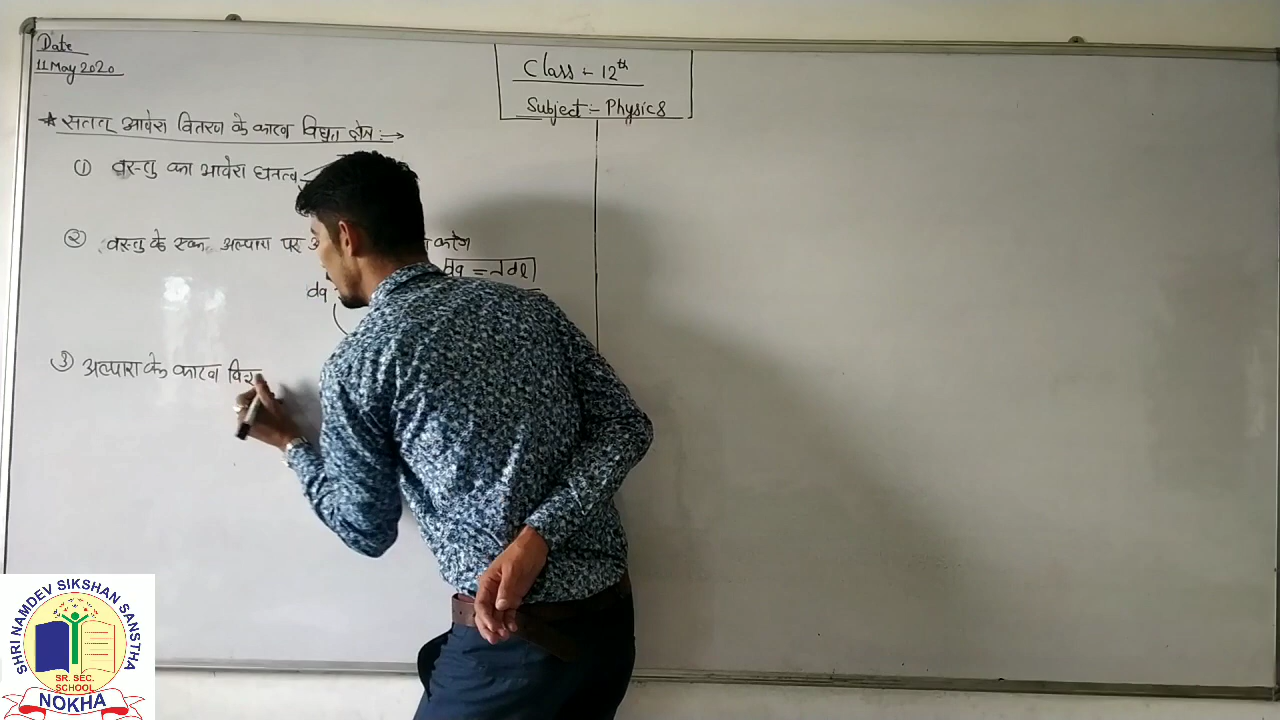 Date
11 May 2020
Class :- 12th
Subject :- Physics
★ सतत् आवेश वितरण के कारण विद्युत क्षेत्र :→
① वस्तु का आवेश घनत्व
② वस्तु के एक अल्पांश पर
dq = λdl
dq
③ अल्पांश के कारण
SHRI NAMDEV SIKSHAN SANSTHA
SR. SEC.
SCHOOL
NOKHA